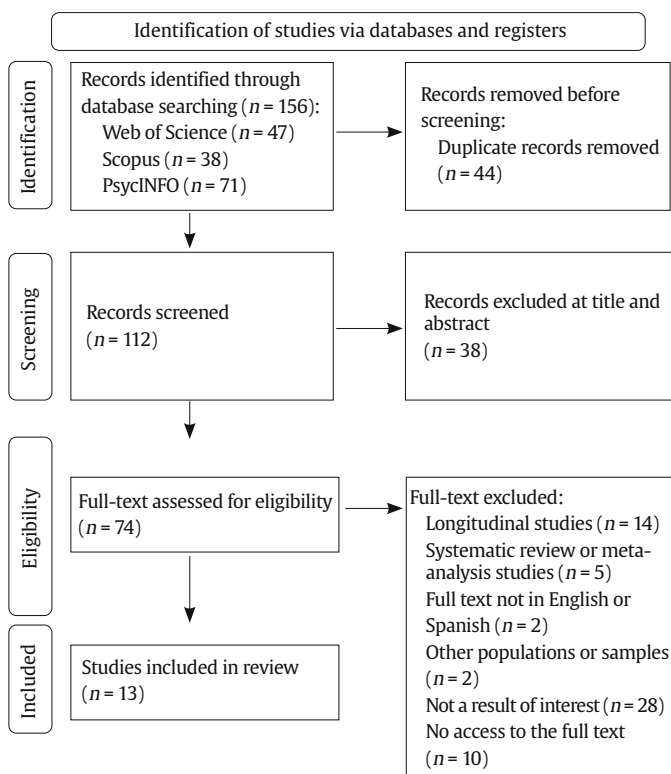 Identification of studies via databases and registers
Identification
Records identified through
database searching (n = 156):
Web of Science (n = 47)
Scopus (n = 38)
PsycINFO (n = 71)
Records removed before
screening:
Duplicate records removed
(n = 44)
Screening
Records screened
(n = 112)
Records excluded at title and
abstract
(n = 38)
Eligibility
Full-text assessed for eligibility
(n = 74)
Full-text excluded:
Longitudinal studies (n = 14)
Systematic review or meta-
analysis studies (n = 5)
Full text not in English or
Spanish (n = 2)
Other populations or samples
(n = 2)
Not a result of interest (n = 28)
No access to the full text
(n = 10)
Included
Studies included in review
(n = 13)